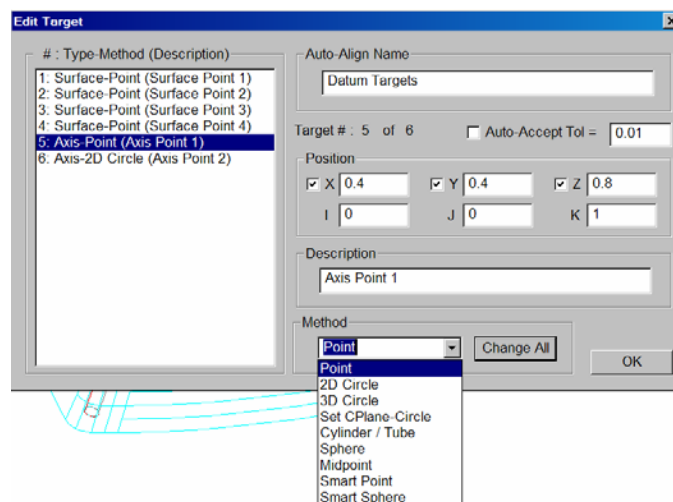 Edit Target
# : Type-Method (Description)
1: Surface-Point (Surface Point 1)
2: Surface-Point (Surface Point 2)
3: Surface-Point (Surface Point 3)
4: Surface-Point (Surface Point 4)
5: Axis-Point (Axis Point 1)
6: Axis-2D Circle (Axis Point 2)
Auto-Align Name
Datum Targets
Target # : 5 of 6
Auto-Accept Tol = 0.01
Position
X 0.4 Y 0.4 Z 0.8
I 0 J 0 K 1
Description
Axis Point 1
Method
Point
Change All
OK
Point
2D Circle
3D Circle
Set CPlane-Circle
Cylinder / Tube
Sphere
Midpoint
Smart Point
Smart Sphere